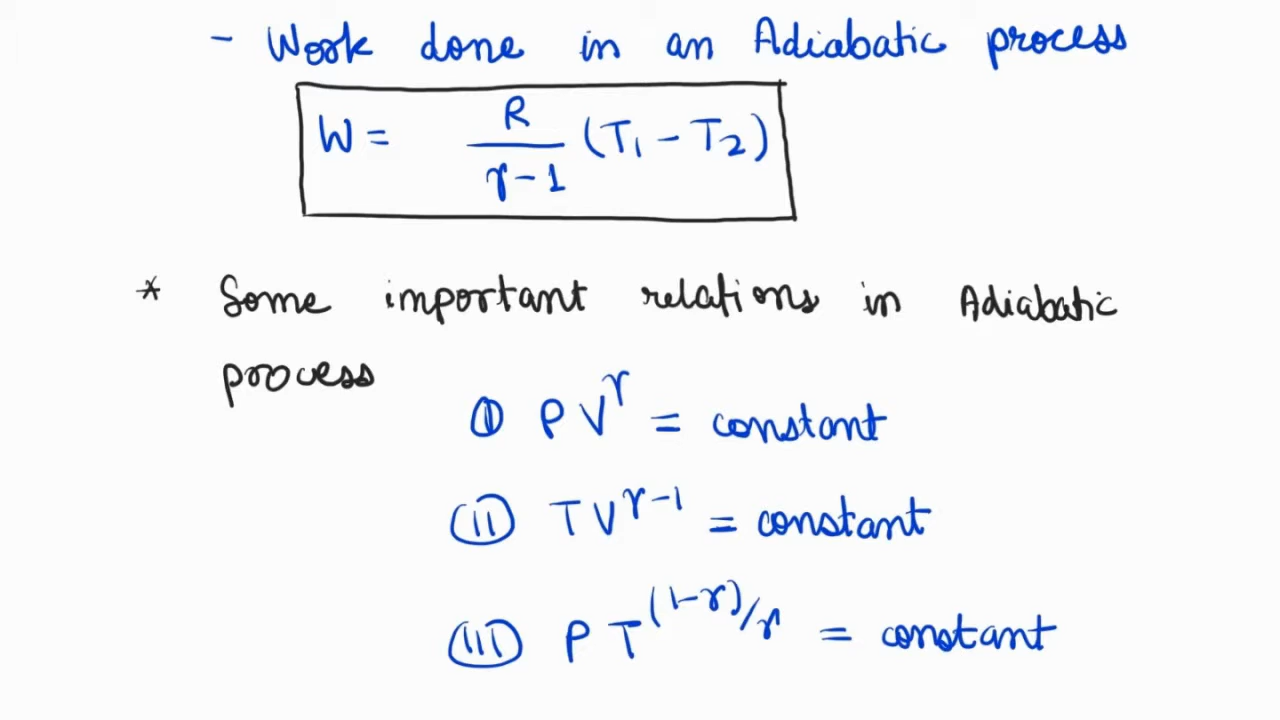 - Work done in an Adiabatic process
W = R/(γ-1) (T₁ - T₂)
* Some important relations in Adiabatic
process
(I) PV^γ = constant
(II) TV^(γ-1) = constant
(III) PT^((1-γ)/γ) = constant